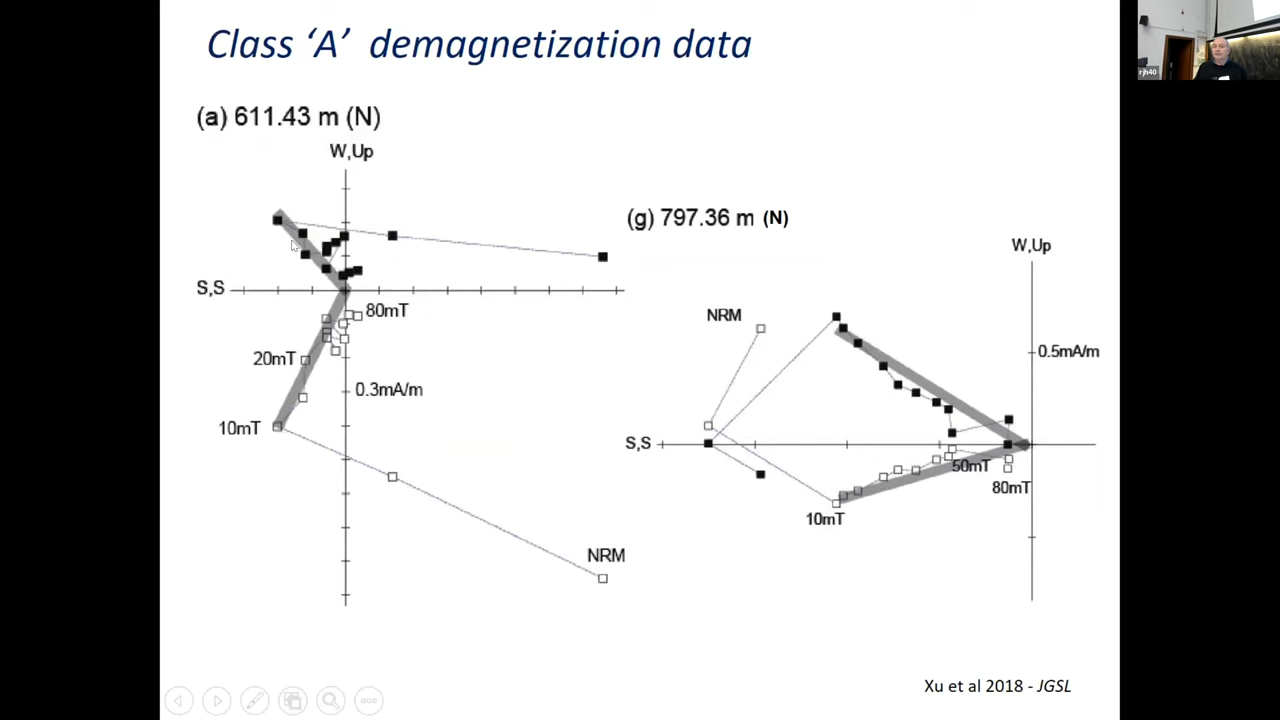 Class ‘A’ demagnetization data
rjh40
(a) 611.43 m (N)
W,Up
S,S
80mT
20mT
0.3mA/m
10mT
NRM
(g) 797.36 m (N)
W,Up
NRM
0.5mA/m
S,S
50mT
80mT
10mT
Xu et al 2018 - JGSL